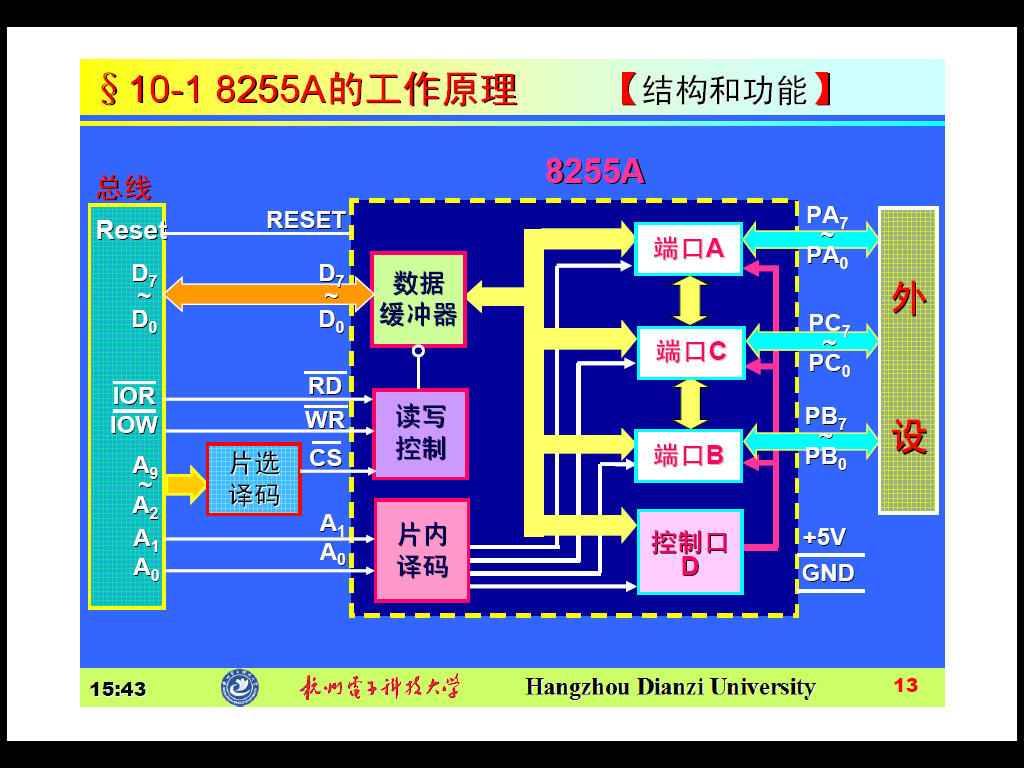 §10-1 8255A的工作原理 【结构和功能】
8255A
总线
Reset
RESET
D7
~
D0
D7
~
D0
数据
缓冲器
端口A
PA7
~
PA0
外
设
端口C
PC7
~
PC0
IOR
IOW
RD
WR
CS
读写
控制
A9
~
A2
片选
译码
端口B
PB7
~
PB0
A1
A0
A1
A0
片内
译码
控制口
D
+5V
GND
15:43
杭州电子科技大学
Hangzhou Dianzi University
13